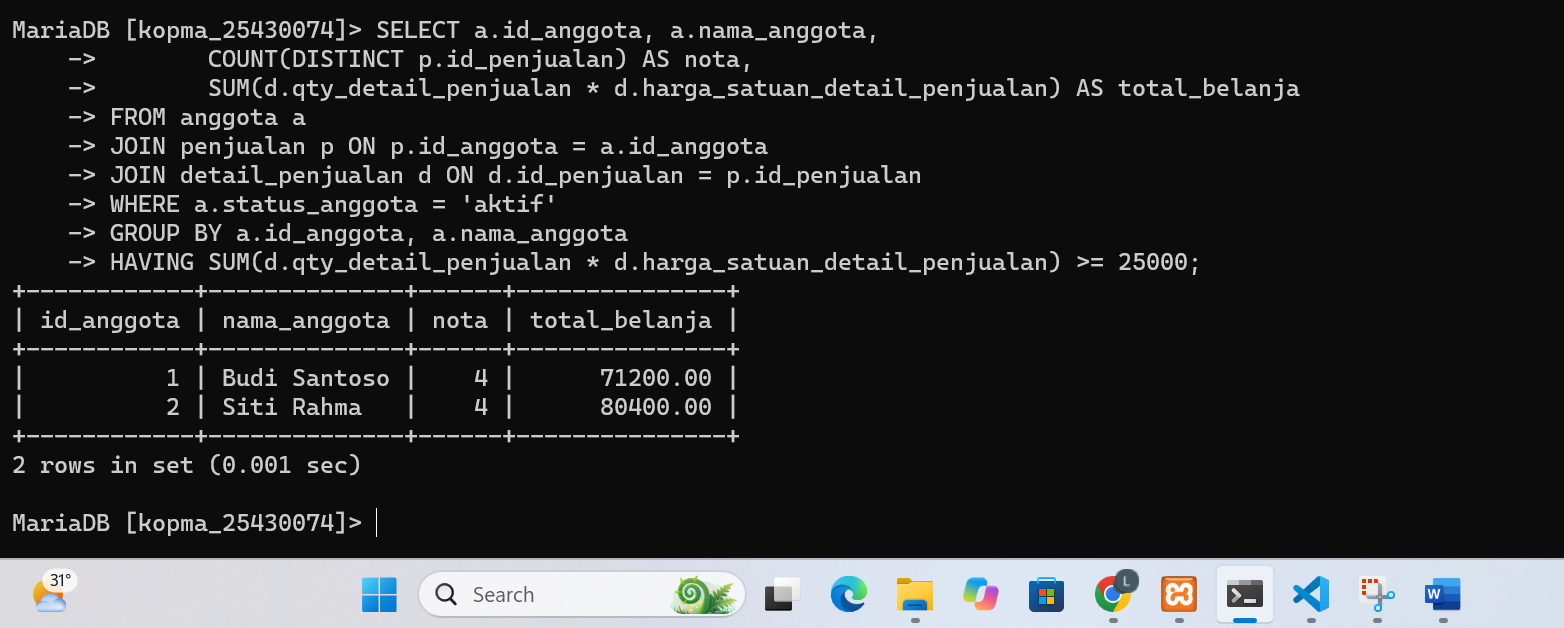 MariaDB [kopma_25430074]> SELECT a.id_anggota, a.nama_anggota,
    ->        COUNT(DISTINCT p.id_penjualan) AS nota,
    ->        SUM(d.qty_detail_penjualan * d.harga_satuan_detail_penjualan) AS total_belanja
    -> FROM anggota a
    -> JOIN penjualan p ON p.id_anggota = a.id_anggota
    -> JOIN detail_penjualan d ON d.id_penjualan = p.id_penjualan
    -> WHERE a.status_anggota = 'aktif'
    -> GROUP BY a.id_anggota, a.nama_anggota
    -> HAVING SUM(d.qty_detail_penjualan * d.harga_satuan_detail_penjualan) >= 25000;
+------------+--------------+------+---------------+
| id_anggota | nama_anggota | nota | total_belanja |
+------------+--------------+------+---------------+
|          1 | Budi Santoso |    4 |      71200.00 |
|          2 | Siti Rahma   |    4 |      80400.00 |
+------------+--------------+------+---------------+
2 rows in set (0.001 sec)

MariaDB [kopma_25430074]>
31°
Search
L
W